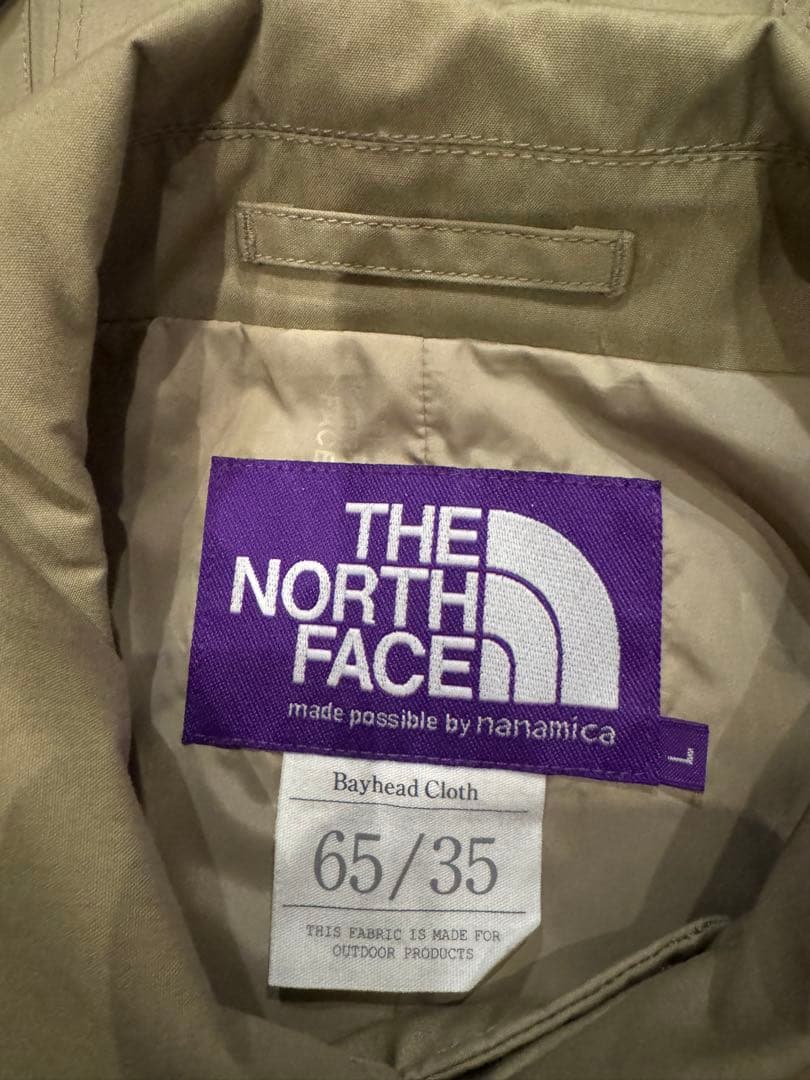 THE
NORTH
FACE
made possible by nanamica
L
Bayhead Cloth
65/35
THIS FABRIC IS MADE FOR
OUTDOOR PRODUCTS